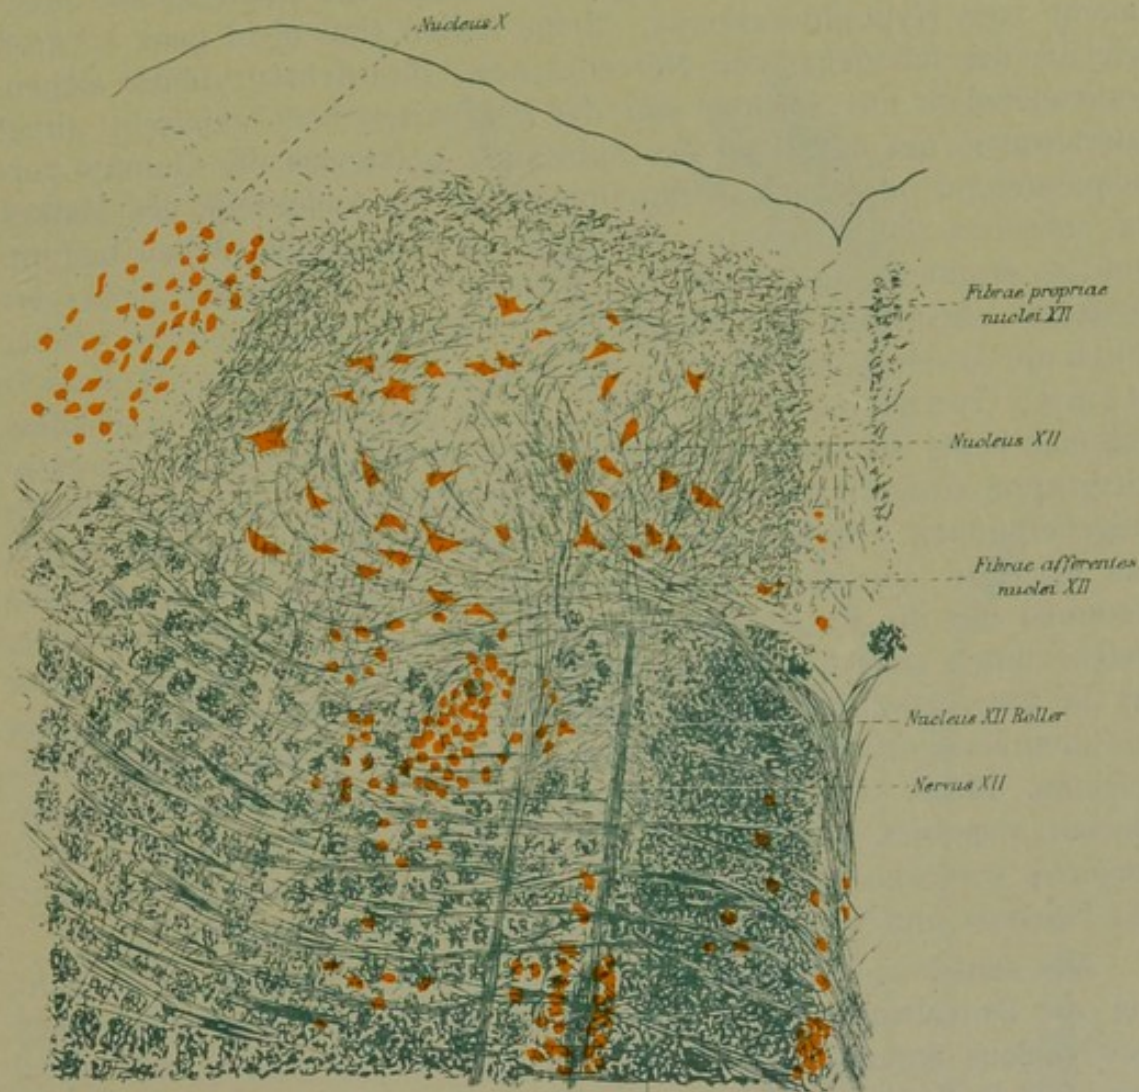 Nucleus X
Fibrae propriae
nuclei XII
Nucleus XII
Fibrae afferentes
nuclei XII
Nucleus XII Roller
Nervus XII